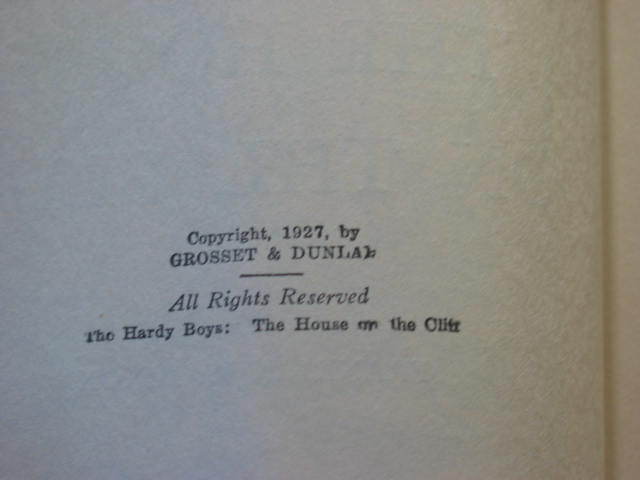 Copyright, 1927, by
GROSSET & DUNLAP
All Rights Reserved
The Hardy Boys: The House on the Cliff